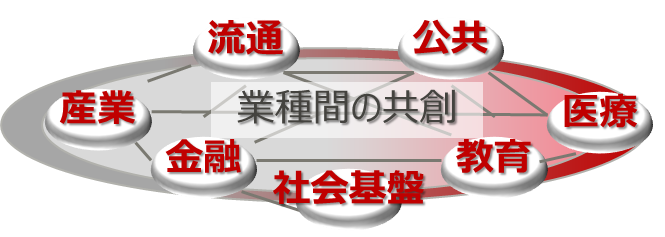 流通
公共
産業
業種間の共創
医療
金融
教育
社会基盤